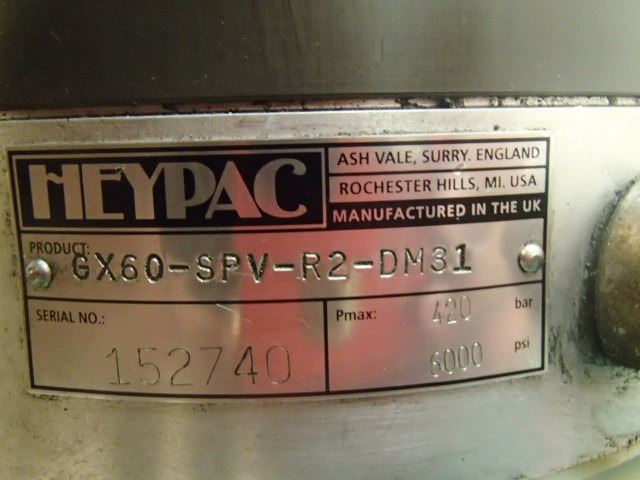 HEYPAC
ASH VALE, SURRY. ENGLAND
ROCHESTER HILLS, MI. USA
MANUFACTURED IN THE UK
PRODUCT: GX60-SPV-R2-DM31
SERIAL NO.: 152740
Pmax: 420 bar
6000 psi